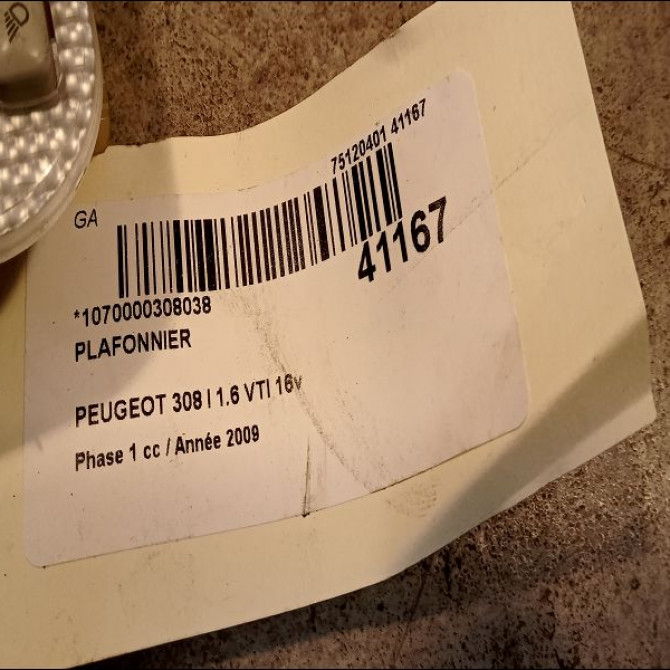 75120401 41167
GA
41167
*1070000308038
PLAFONNIER
PEUGEOT 308 I 1.6 VTI 16v
Phase 1 cc / Année 2009